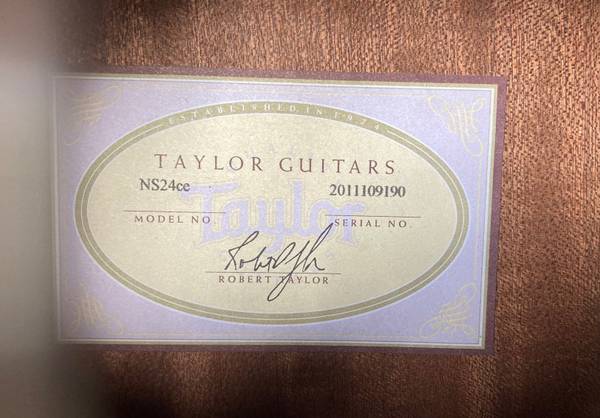 ESTABLISHED IN 1974
TAYLOR GUITARS
Taylor
NS24ce 2011109190
MODEL NO. SERIAL NO.
ROBERT TAYLOR